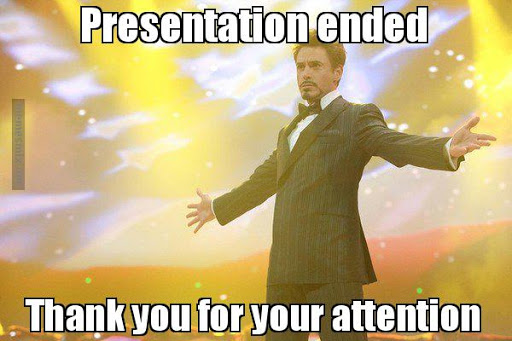 Presentation ended
Thank you for your attention